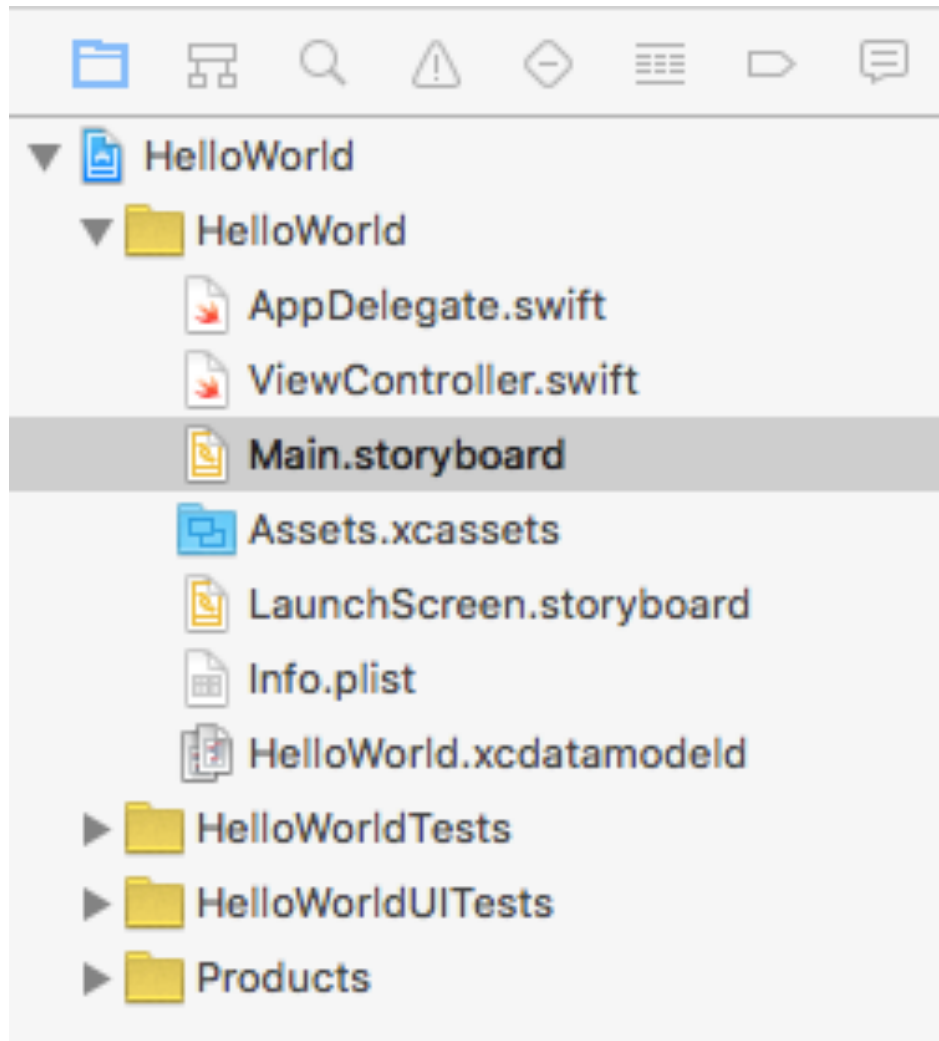 HelloWorld
HelloWorld
AppDelegate.swift
ViewController.swift
Main.storyboard
Assets.xcassets
LaunchScreen.storyboard
Info.plist
HelloWorld.xcdatamodeld
HelloWorldTests
HelloWorldUITests
Products